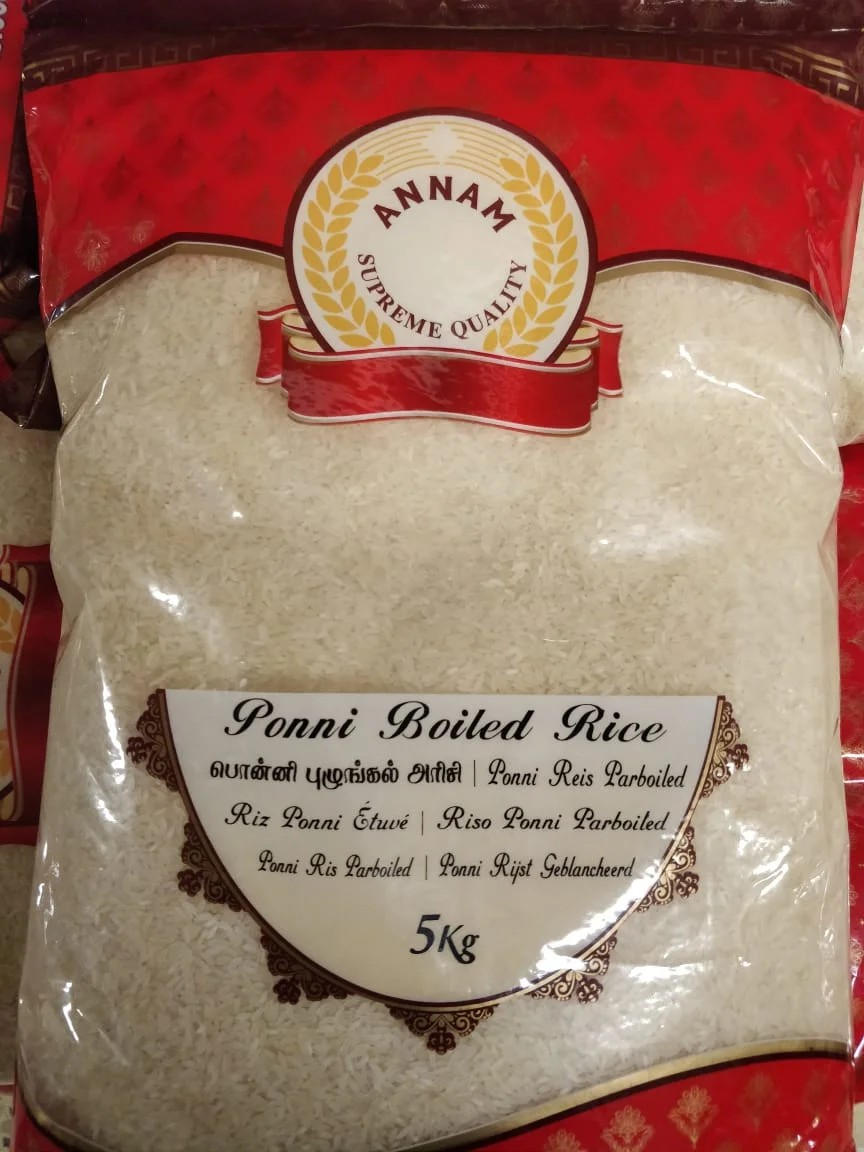 ANNAM
SUPREME QUALITY
Ponni Boiled Rice
பொன்னி புழுங்கல் அரிசி | Ponni Reis Parboiled
Riz Ponni Étuvé | Riso Ponni Parboiled
Ponni Ris Parboiled | Ponni Rijst Geblancheerd
5Kg